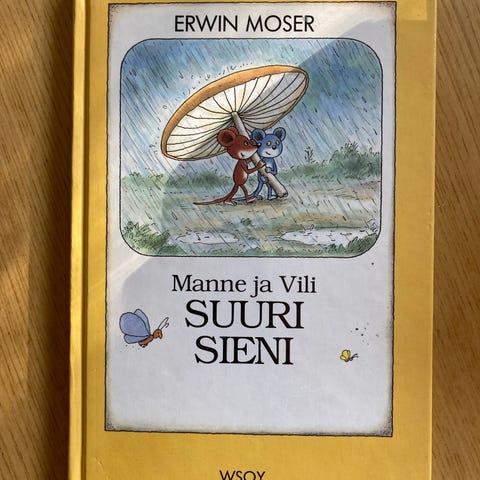 ERWIN MOSER
Manne ja Vili
SUURI
SIENI
WSOY